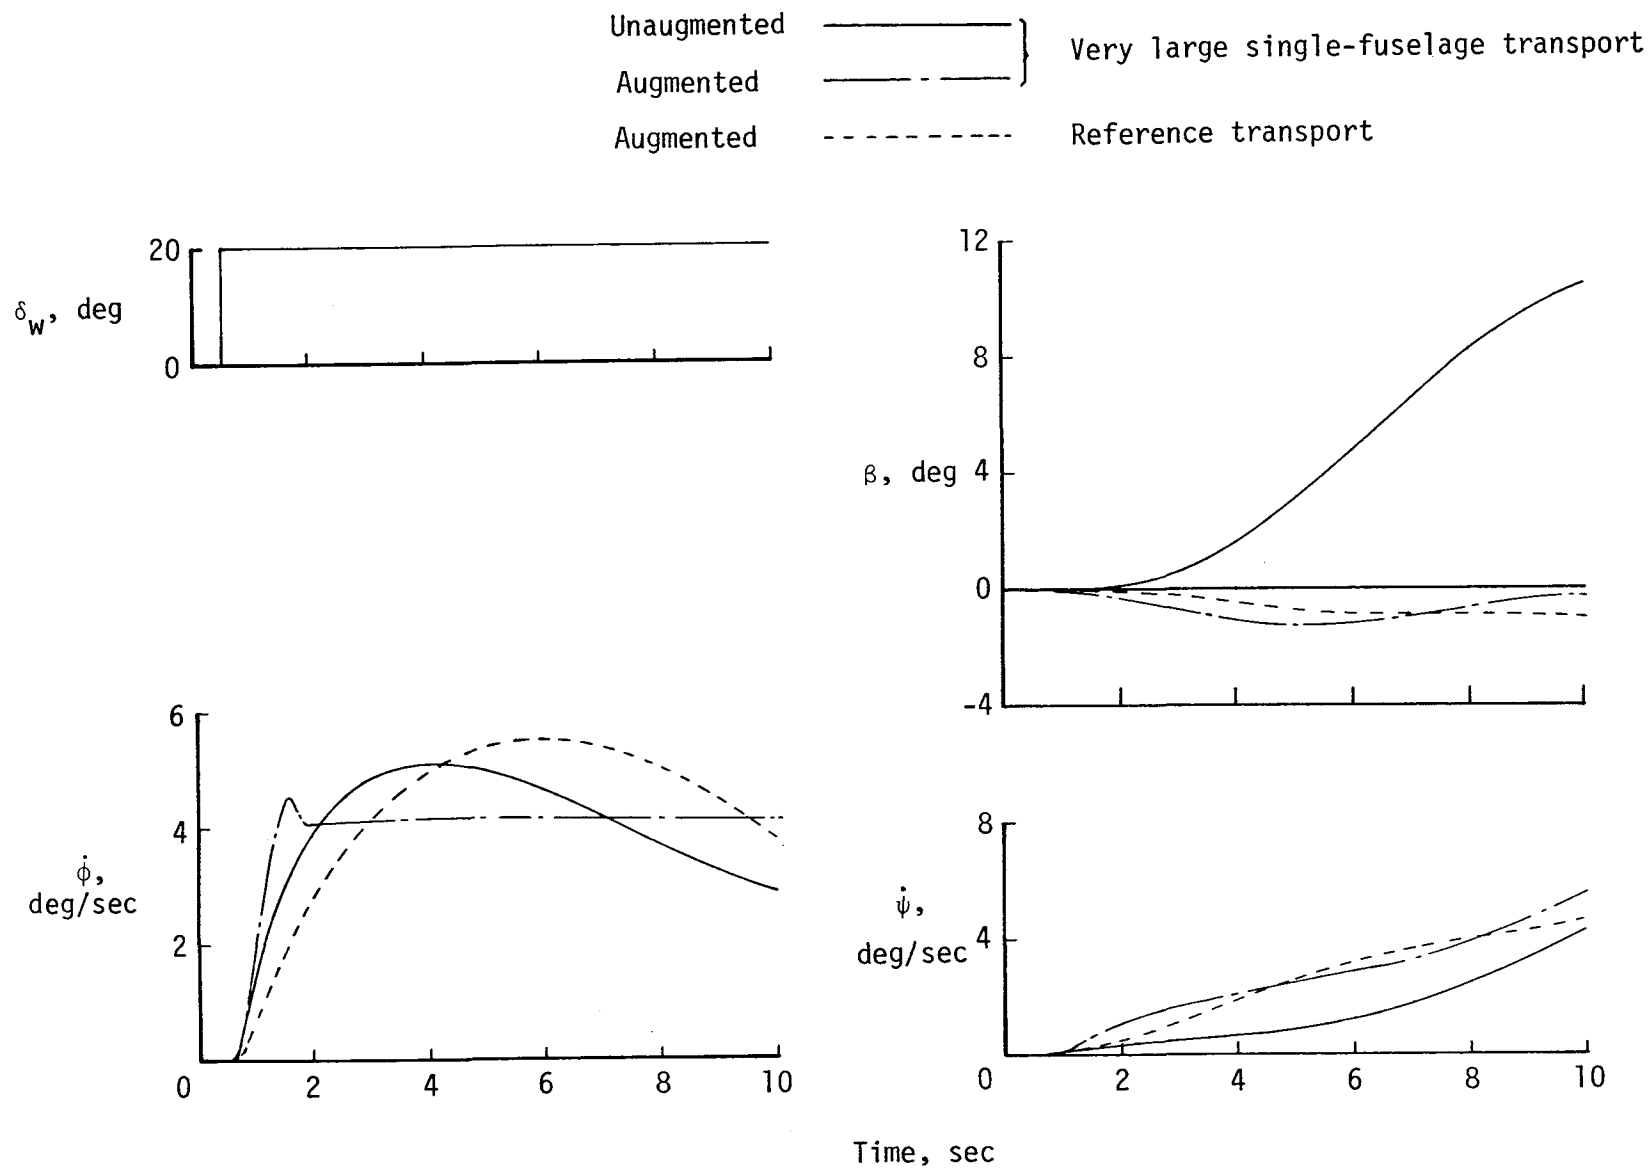 Unaugmented
Very large single-fuselage transport
Augmented
Augmented
Reference transport
20
δw, deg
0
12
8
β, deg 4
0
-4
6
4
φ̇,
deg/sec
2
0 2 4 6 8 10
8
ψ̇,
4
deg/sec
0 2 4 6 8 10
Time, sec